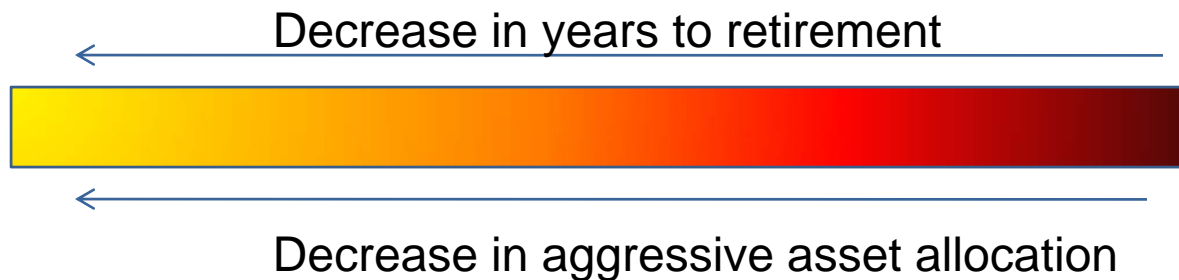 Decrease in years to retirement
Decrease in aggressive asset allocation